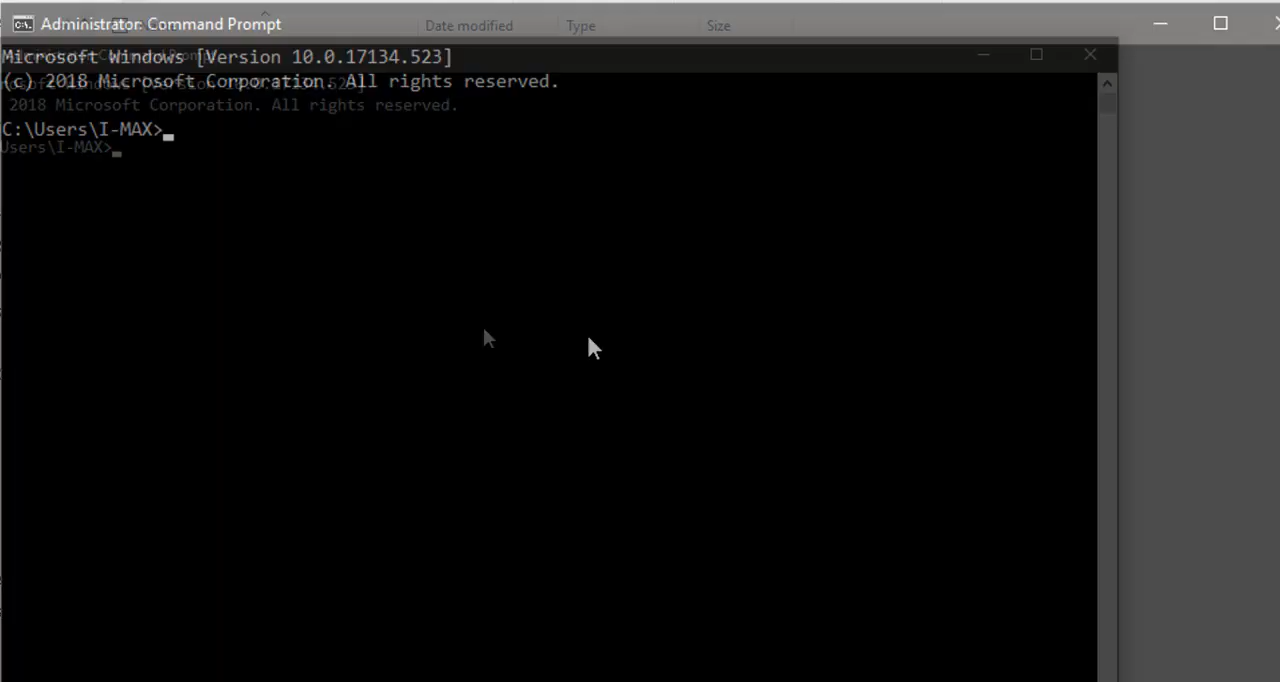 Administrator: Command Prompt
Date modified
Type
Size
Microsoft Windows [Version 10.0.17134.523]
(c) 2018 Microsoft Corporation. All rights reserved.
2018 Microsoft Corporation. All rights reserved.
C:\Users\I-MAX>
Users\I-MAX>